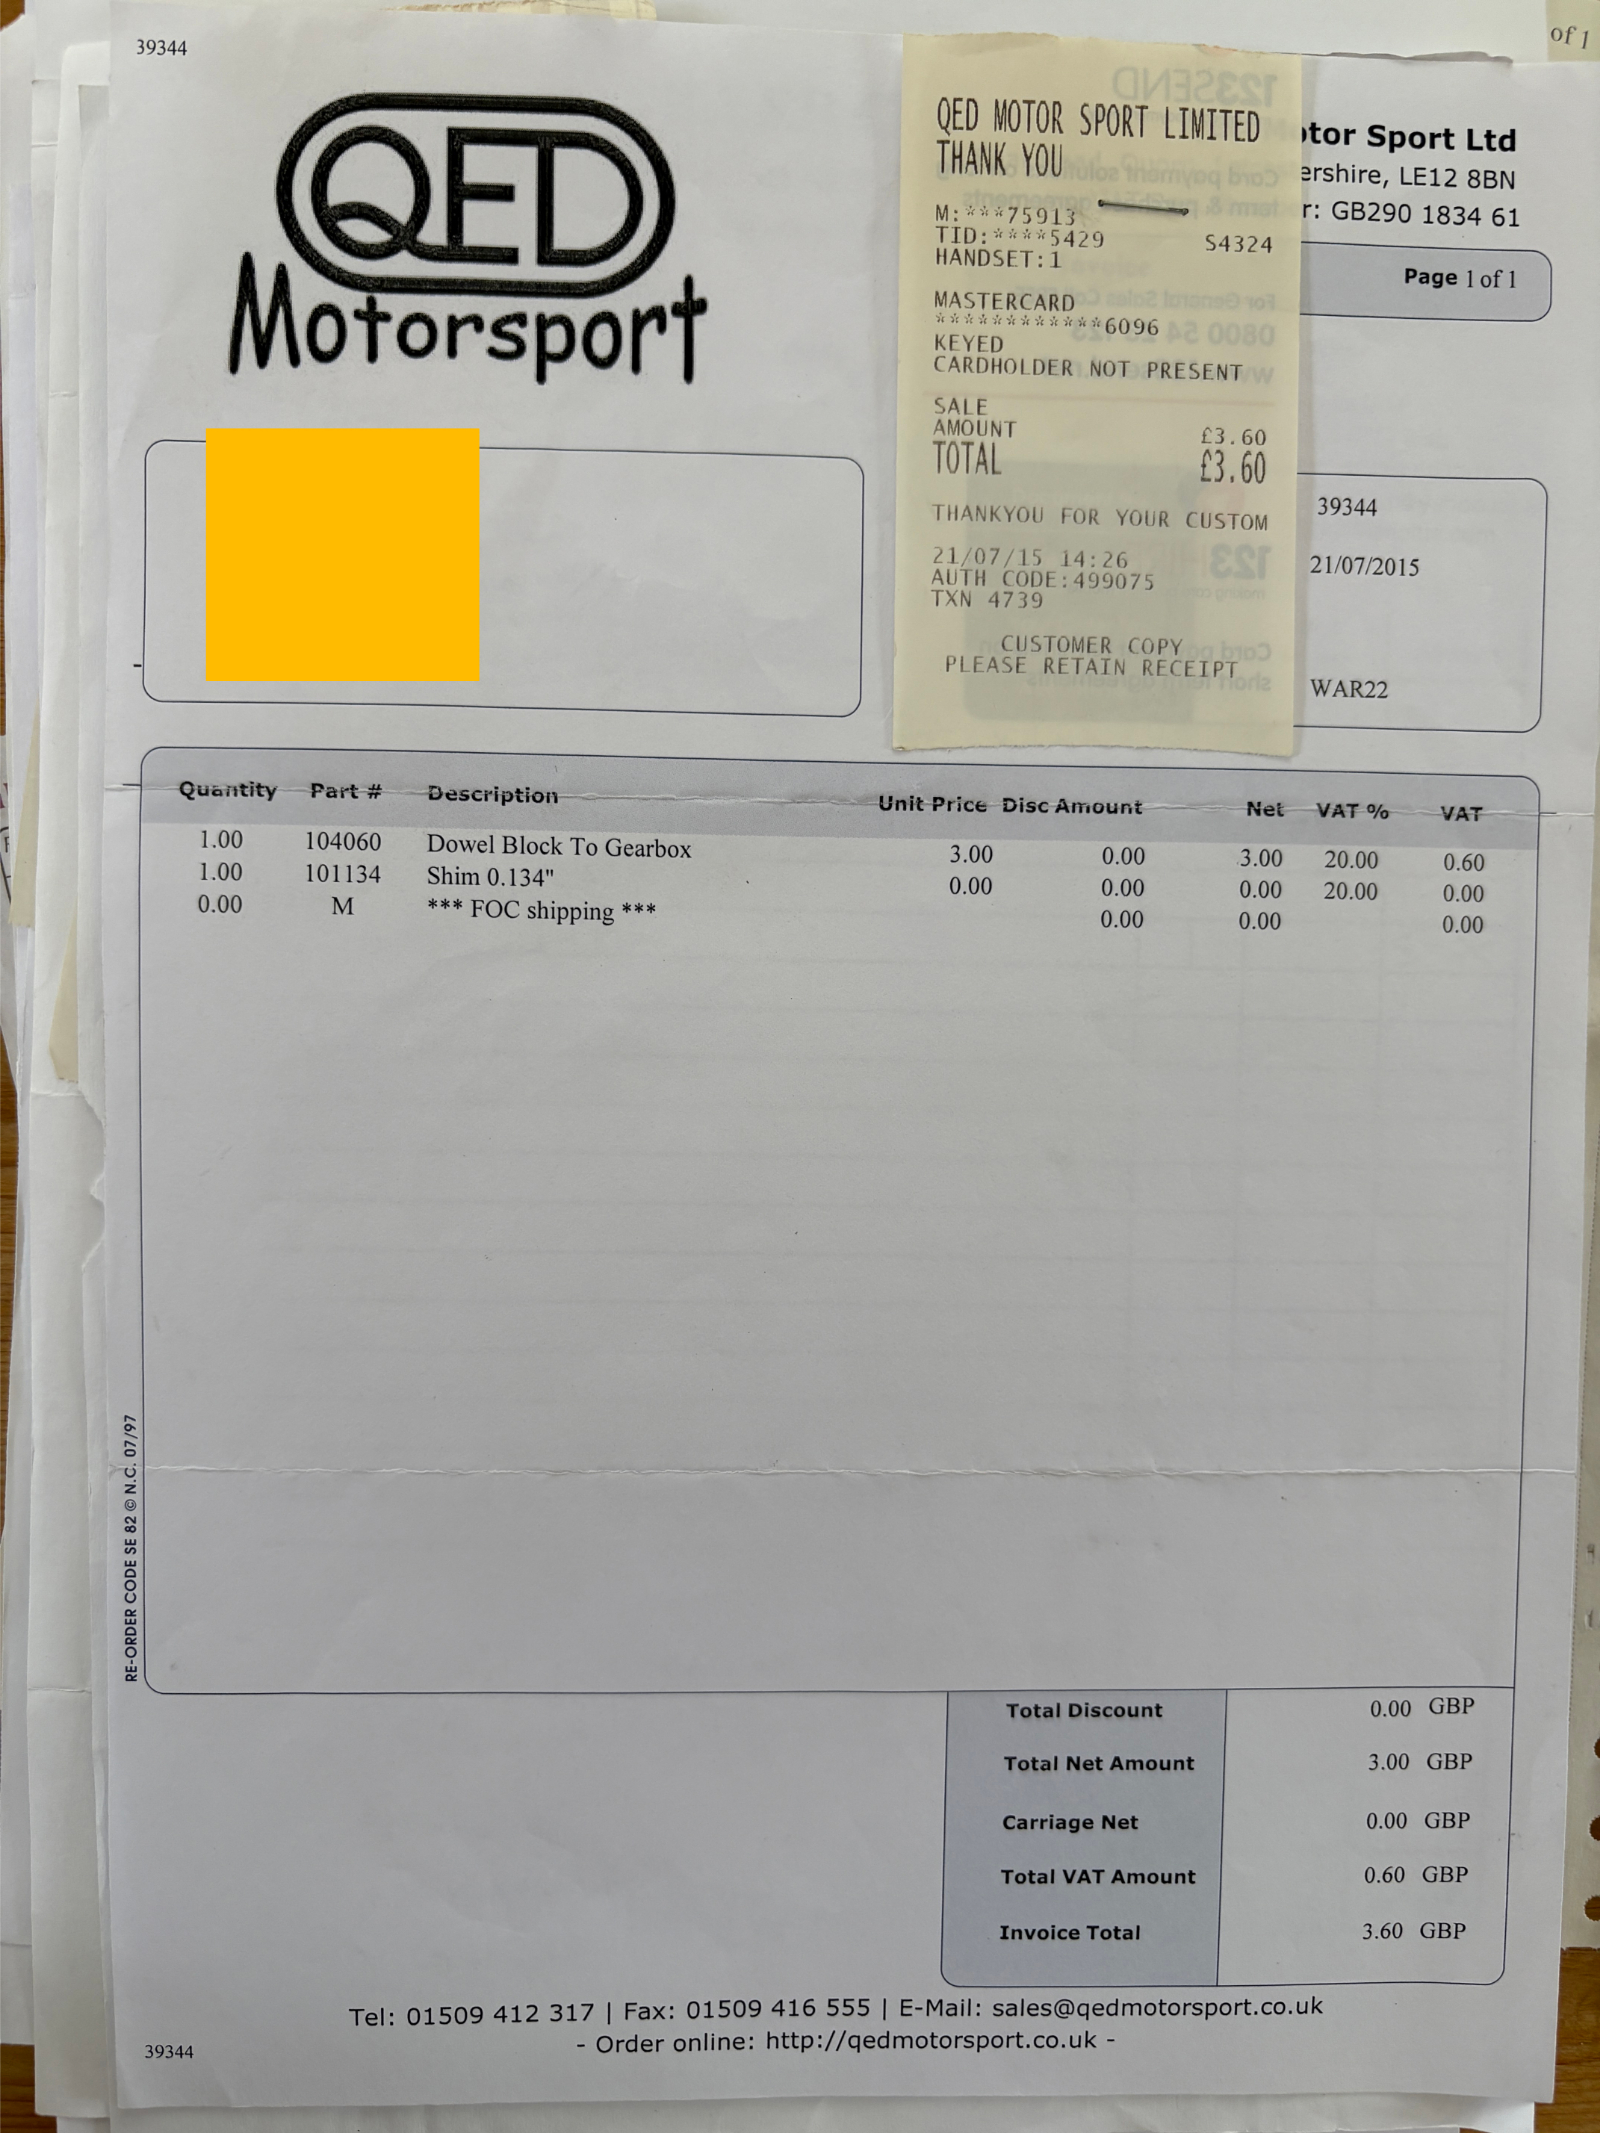 of 1
39344
QED
Motorsport
QED MOTOR SPORT LIMITED
THANK YOU
M:***75913
TID:****5429 S4324
HANDSET:1
MASTERCARD
************6096
KEYED
CARDHOLDER NOT PRESENT
SALE
AMOUNT £3.60
TOTAL £3.60
THANKYOU FOR YOUR CUSTOM
21/07/15 14:26
AUTH CODE:499075
TXN 4739
CUSTOMER COPY
PLEASE RETAIN RECEIPT
tor Sport Ltd
ershire, LE12 8BN
r: GB290 1834 61
Page 1 of 1
39344
21/07/2015
WAR22
Quantity Part # Description Unit Price Disc Amount Net VAT % VAT
1.00 104060 Dowel Block To Gearbox 3.00 0.00 3.00 20.00 0.60
1.00 101134 Shim 0.134" 0.00 0.00 0.00 20.00 0.00
0.00 M *** FOC shipping *** 0.00 0.00 0.00
RE-ORDER CODE SE 82 © N.C. 07/97
Total Discount 0.00 GBP
Total Net Amount 3.00 GBP
Carriage Net 0.00 GBP
Total VAT Amount 0.60 GBP
Invoice Total 3.60 GBP
Tel: 01509 412 317 | Fax: 01509 416 555 | E-Mail: sales@qedmotorsport.co.uk
- Order online: http://qedmotorsport.co.uk -
39344